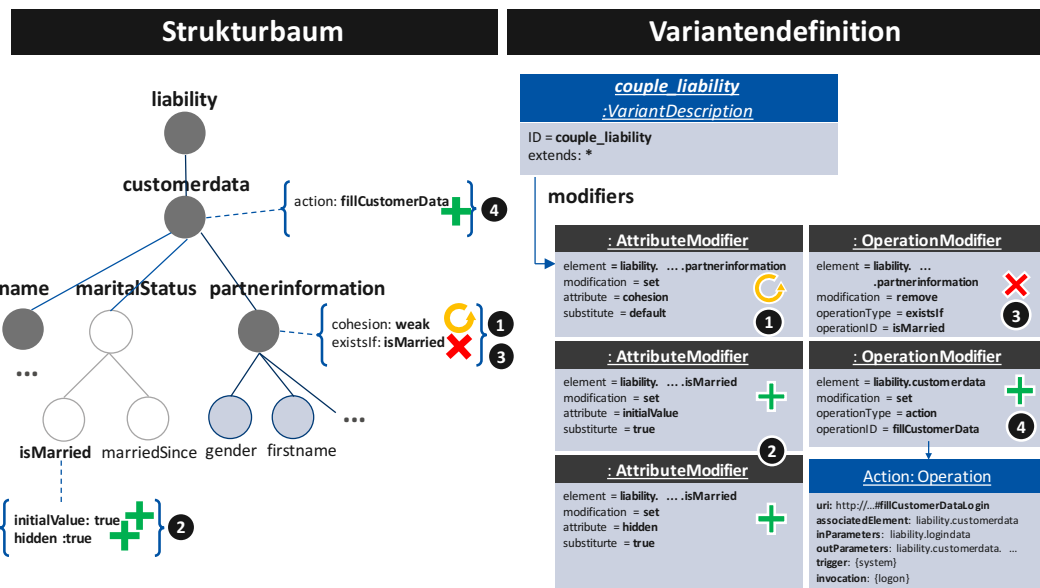 Strukturbaum
Variantendefinition
liability
customerdata
action: fillCustomerData
4
name
maritalStatus
partnerinformation
cohesion: weak
existsIf: isMarried
1
3
...
...
isMarried
marriedSince
gender
firstname
initialValue: true
hidden :true
2
couple_liability
:VariantDescription
ID = couple_liability
extends: *
modifiers
: AttributeModifier
element = liability. ... .partnerinformation
modification = set
attribute = cohesion
substitute = default
1
: OperationModifier
element = liability. ...
.partnerinformation
modification = remove
operationType = existsIf
operationID = isMarried
3
: AttributeModifier
element = liability. ... .isMarried
modification = set
attribute = initialValue
substiturte = true
2
: OperationModifier
element = liability.customerdata
modification = set
operationType = action
operationID = fillCustomerData
4
: AttributeModifier
element = liability. ... .isMarried
modification = set
attribute = hidden
substiturte = true
Action: Operation
uri: http://...#fillCustomerDataLogin
associatedElement: liability.customerdata
inParameters: liability.logindata
outParameters: liability.customerdata. ...
trigger: {system}
invocation: {logon}